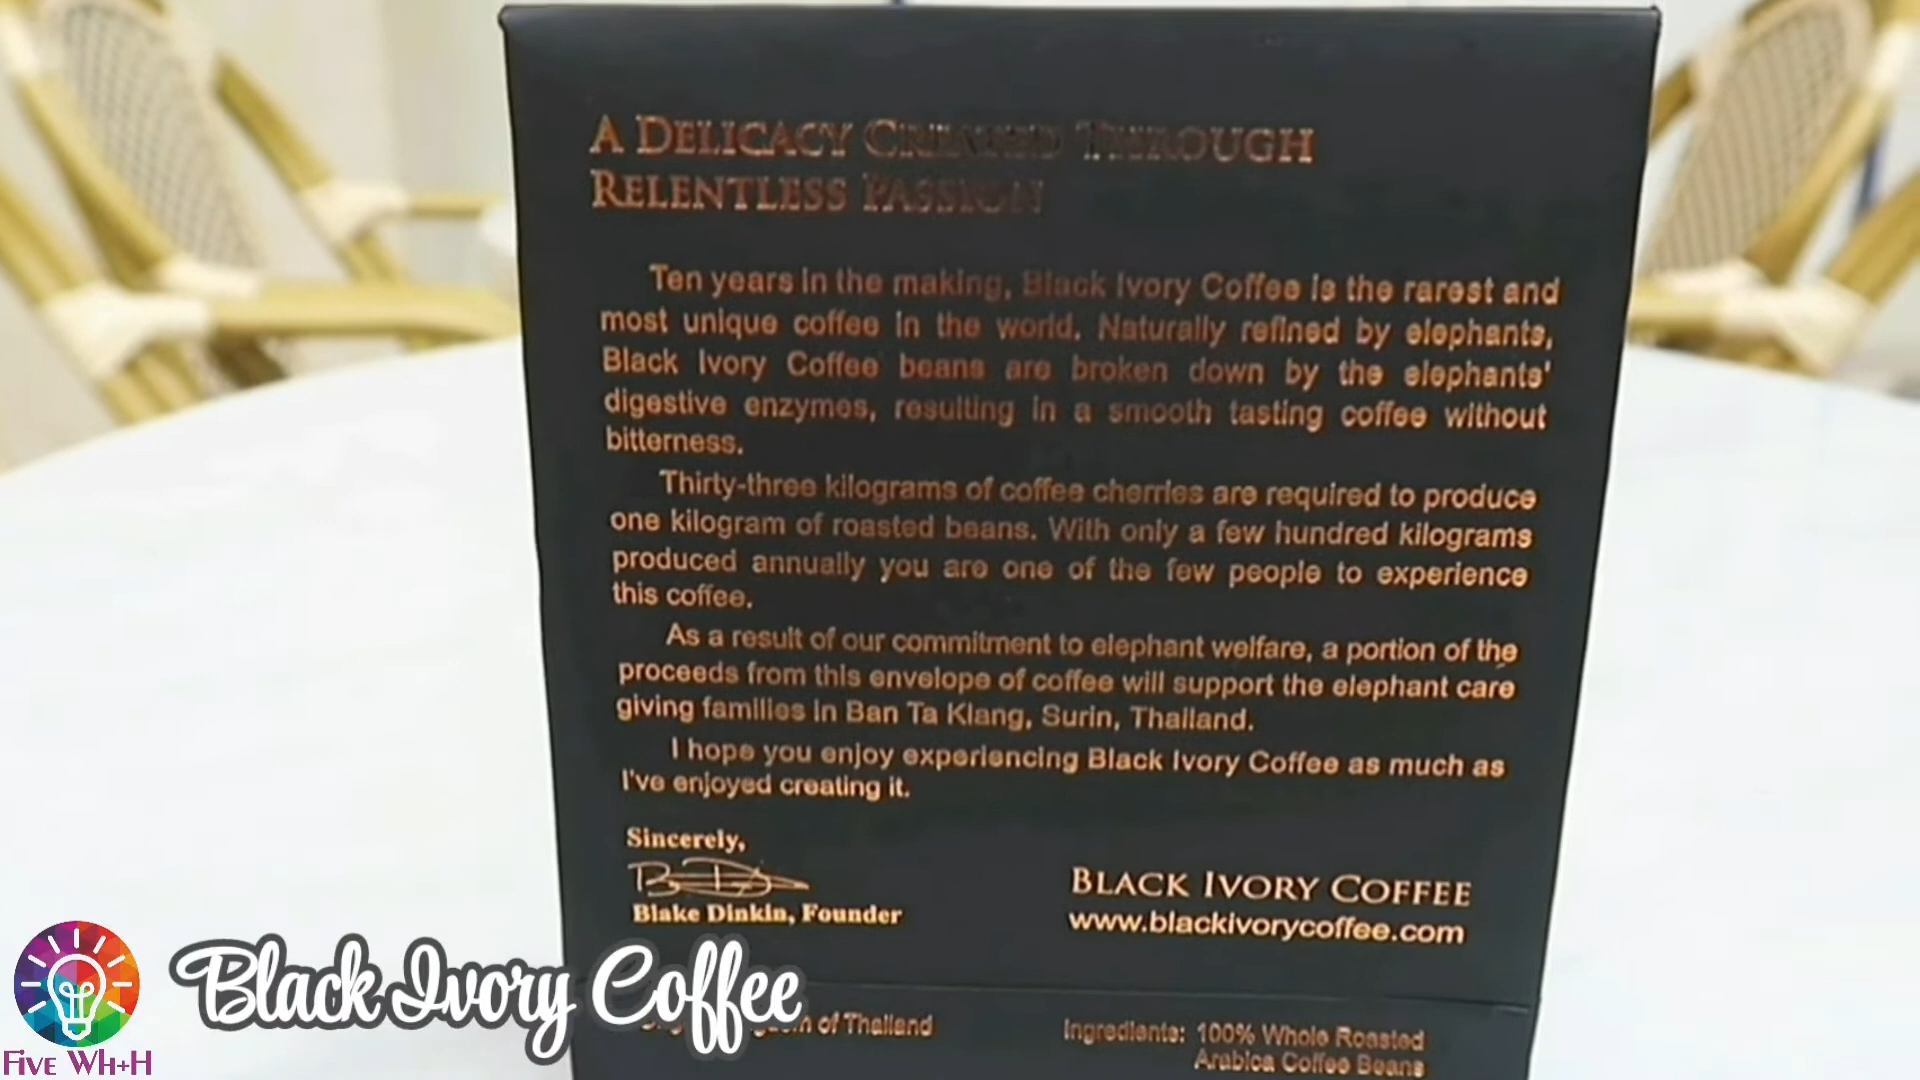 A DELICACY CREATED THROUGH
RELENTLESS PASSION
Ten years in the making, Black Ivory Coffee is the rarest and
most unique coffee in the world. Naturally refined by elephants,
Black Ivory Coffee beans are broken down by the elephants'
digestive enzymes, resulting in a smooth tasting coffee without
bitterness.
Thirty-three kilograms of coffee cherries are required to produce
one kilogram of roasted beans. With only a few hundred kilograms
produced annually you are one of the few people to experience
this coffee.
As a result of our commitment to elephant welfare, a portion of the
proceeds from this envelope of coffee will support the elephant care
giving families in Ban Ta Klang, Surin, Thailand.
I hope you enjoy experiencing Black Ivory Coffee as much as
I've enjoyed creating it.
Sincerely,
Blake Dinkin, Founder
BLACK IVORY COFFEE
www.blackivorycoffee.com
of Thailand
Ingredients: 100% Whole Roasted
Arabica Coffee Beans
Black Ivory Coffee
FIVE WH+H